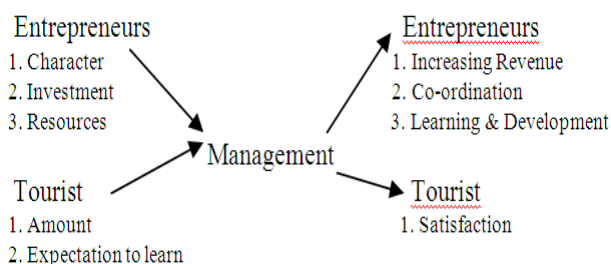 Entrepreneurs
1. Character
2. Investment
3. Resources
Tourist
1. Amount
2. Expectation to learn
Management
Entrepreneurs
1. Increasing Revenue
2. Co-ordination
3. Learning & Development
Tourist
1. Satisfaction